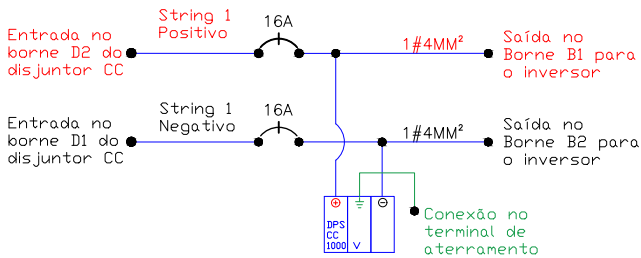 Entrada no
borne D2 do
disjuntor CC
String 1
Positivo
16A
1#4MM²
Saída no
Borne B1 para
o inversor
Entrada no
borne D1 do
disjuntor CC
String 1
Negativo
16A
1#4MM²
Saída no
Borne B2 para
o inversor
DPS
CC
1000 V
Conexão no
terminal de
aterramento